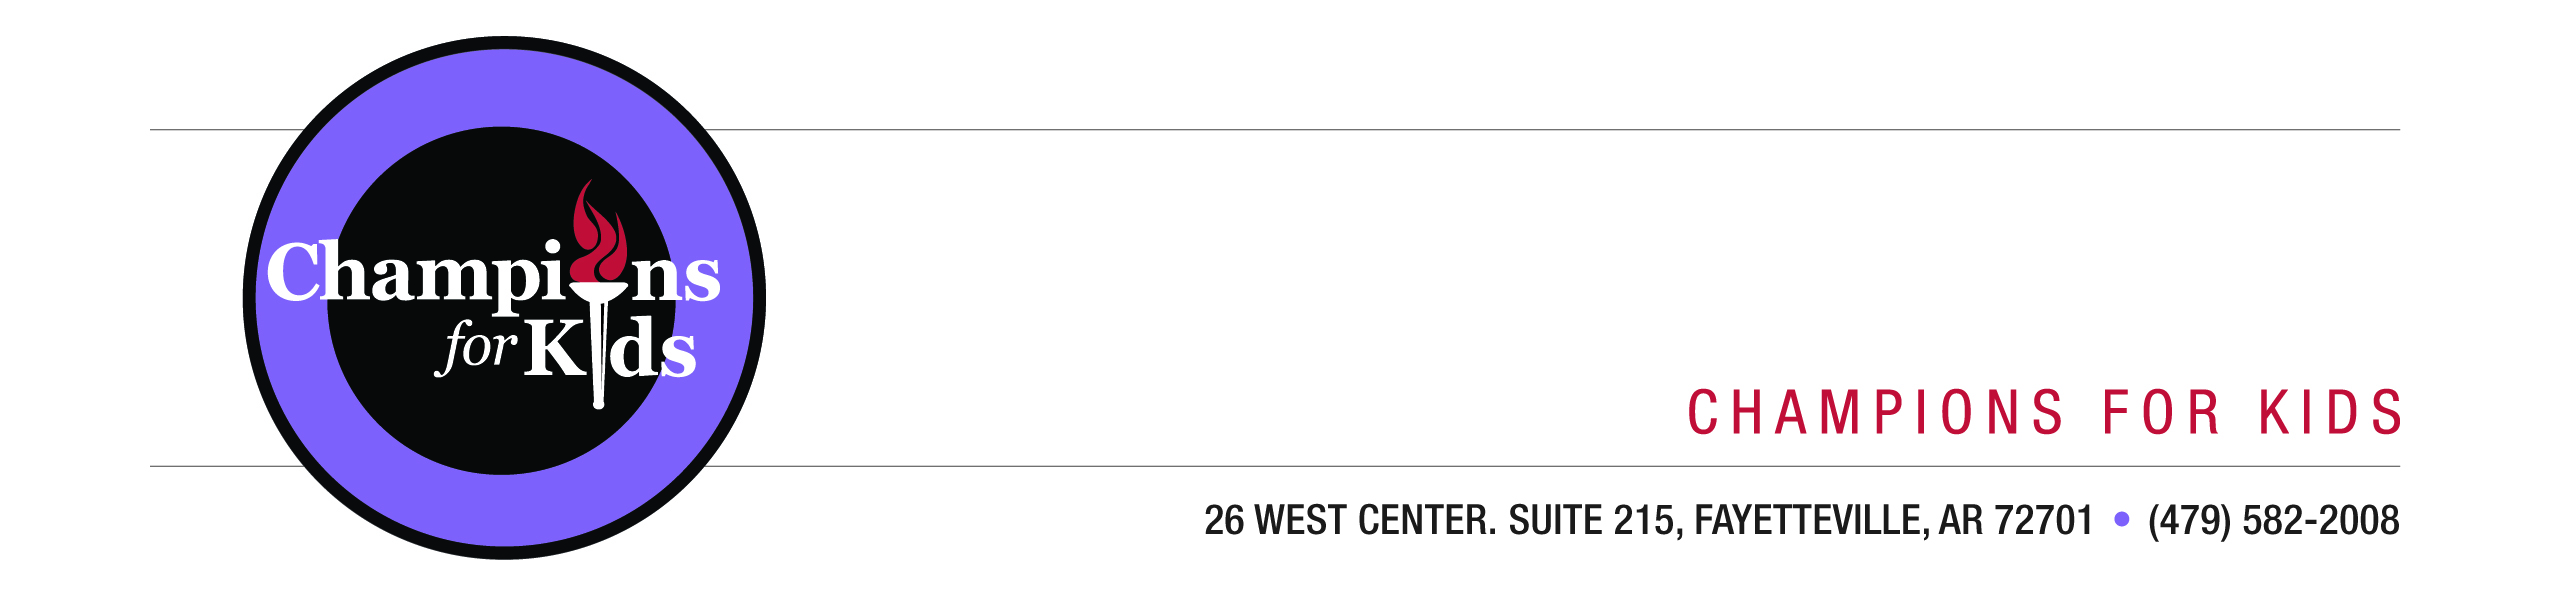 Champions
for Kids
CHAMPIONS FOR KIDS
26 WEST CENTER. SUITE 215, FAYETTEVILLE, AR 72701 • (479) 582-2008